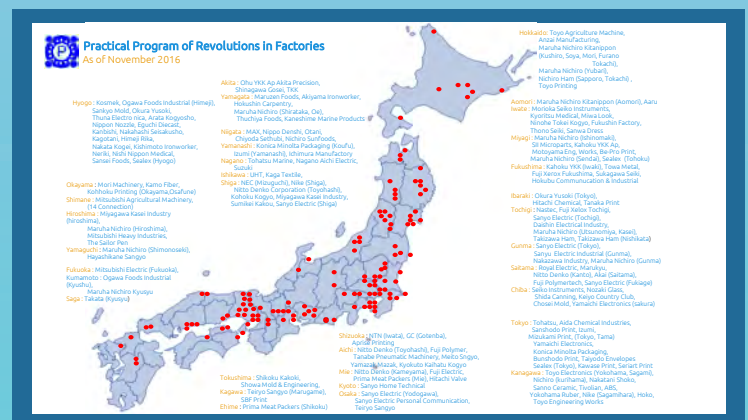 Practical Program of Revolutions in Factories
As of November 2016
P
Hyogo : Kosmek, Ogawa Foods Industrial (Himeji),
Sankyo Mold, Okura Yusoki,
Thuna Electro nica, Arata Kogyosho,
Nippon Nozzle, Eguchi Diecast,
Kanbishi, Nakahashi Seisakusho,
Kagotani, Himeji Rika,
Nakata Kogei, Kishimoto Ironworker,
Neriki, Nishi Nippon Medical,
Sansei Foods, Sealex (Hyogo)
Okayama : Mori Machinery, Kamo Fiber,
Kohhoku Printing (Okayama,Osafune)
Shimane : Mitsubishi Agricultural Machinery,
(14 Connection)
Hiroshima : Miyagawa Kasei Industry
(hiroshima),
Maruha Nichiro (Hiroshima),
Mitsubishi Heavy Industries,
The Sailor Pen
Yamaguchi : Maruha Nichiro (Shimonoseki),
Hayashikane Sangyo
Fukuoka : Mitsubishi Electric (Fukuoka),
Kumamoto : Ogawa Foods Industrial
(Kyushu),
Maruha Nichiro Kyusyu
Saga : Takata (Kyusyu)
Akita : Ohu YKK Ap Akita Precision,
Shinagawa Gosei, TKK
Yamagata : Maruzen Foods, Akiyama Ironworker,
Hokushin Carpentry,
Maruha Nichiro (Shirataka, Oe),
Thuchiya Foods, Kaneshime Marine Products
Nagata : MAX, Nippo Denshi, Otani,
Chiyoda Sethubi, Nichiro Sunfoods,
Yamanashi : Konica Minolta Packaging (Koufu),
Izumi (Yamanashi), Ichimura Manufactory
Nagano : Tohatsu Marine, Nagano Aichi Electric,
Suzuki
Ishikawa : UHT, Kaga Textile,
Shiga : NEC (Mizuguchi), Nike (Shiga),
Nitto Denko Corporation (Toyohashi),
Kohoku Kogyo, Miyagawa Kasei Industry,
Sumikei Kakou, Sanyo Electric (Shiga)
Hokkaido: Toyo Agriculture Machine,
Anzai Manufacturing,
Maruha Nichiro Kitanippon
(Kushiro, Soya, Mori, Furano
Tokachi),
Maruha Nichiro (Yubari),
Nichiro Ham (Sapporo, Tokachi) ,
Toyo Printing
Aomori : Maruha Nichiro Kitanippon (Aomori), Aaru
Iwate : Morioka Seiko Instruments,
Kyoritsu Medical, Miwa Look,
Ninohe Tokei Kogyo, Fukushin Factory,
Thono Seiki, Sanwa Dress
Miyagi : Maruha Nichiro (Ishinomaki),
SII Microparts, Kahoku YKK Ap,
Motoyama Eng, Works, Be-Pro Print,
Maruha Nichiro (Sendai), Sealex (Tohoku)
Fukushima : Kahoku YKK (Iwaki), Towa Metal,
Fuji Xerox Fukushima, Sukagawa Seiki,
Hokubu Communication & Industrial
Ibaraki : Okura Yusoki (Tokyo),
Hitachi Chemical, Tanaka Print
Tochigi : Nastec, Fuji Xelox Tochigi,
Sanyo Electric (Tochigi),
Daishin Electrical Industry,
Maruha Nichiro (Utsunomiya, Kasei),
Takizawa Ham, Takizawa Ham (Nishikata)
Gunma : Sanyo Electric (Tokyo),
Sanyu Electric Industrial (Gunma),
Nakazawa Industry, Maruha Nichiro (Gunma)
Saitama : Royal Electric, Marukyu,
Nitto Denko (Kanto), Akai (Saitama),
Fuji Polymertech, Sanyo Electric (Fukiage)
Chiba : Seiko Instruments, Nozaki Glass,
Shida Canning, Keiyo Country Club,
Chosei Mold, Yamaichi Electronics (sakura)
Tokyo : Tohatsu, Aida Chemical Industries,
Sanshodo Print, Izumi,
Mizukami Print, (Tokyo, Tama)
Yamaichi Electronics,
Konica Minolta Packaging,
Bunshodo Print, Taiyodo Envelopes
Sealex (Tokyo), Kawase Print, Seriart Print
Kanagawa : Toyo Electronics (Yokohama, Sagami),
Nichiro (kurihama), Nakatani Shoko,
Sanno Ceramic, Tivolian, ABS,
Yokohama Ruber, Nike (Sagamihara), Hoko,
Toyo Engineering Works
Shizuoka : NTN (Iwata), GC (Gotenba),
Aprise Printing
Aichi : Nitto Denko (Toyohashi), Fuji Polymer,
Tanabe Pneumatic Machinery, Meito Sngyo,
Yamazaki Mazak, Kyokuto Kaihatu Kogyo
Mie : Nitto Denko (Kameyama), Fuji Electric,
Prima Meat Packers (Mie), Hitachi Valve
Kyoto : Sanyo Home Technical
Osaka : Sanyo Electric (Yodogawa),
Sanyo Electric Personal Communication,
Teiryo Sangyo
Tokushima : Shikoku Kakoki,
Showa Mold & Engineering,
Kagawa : Teiryo Sangyo (Marugame),
SBF Print
Ehime : Prima Meat Packers (Shikoku)